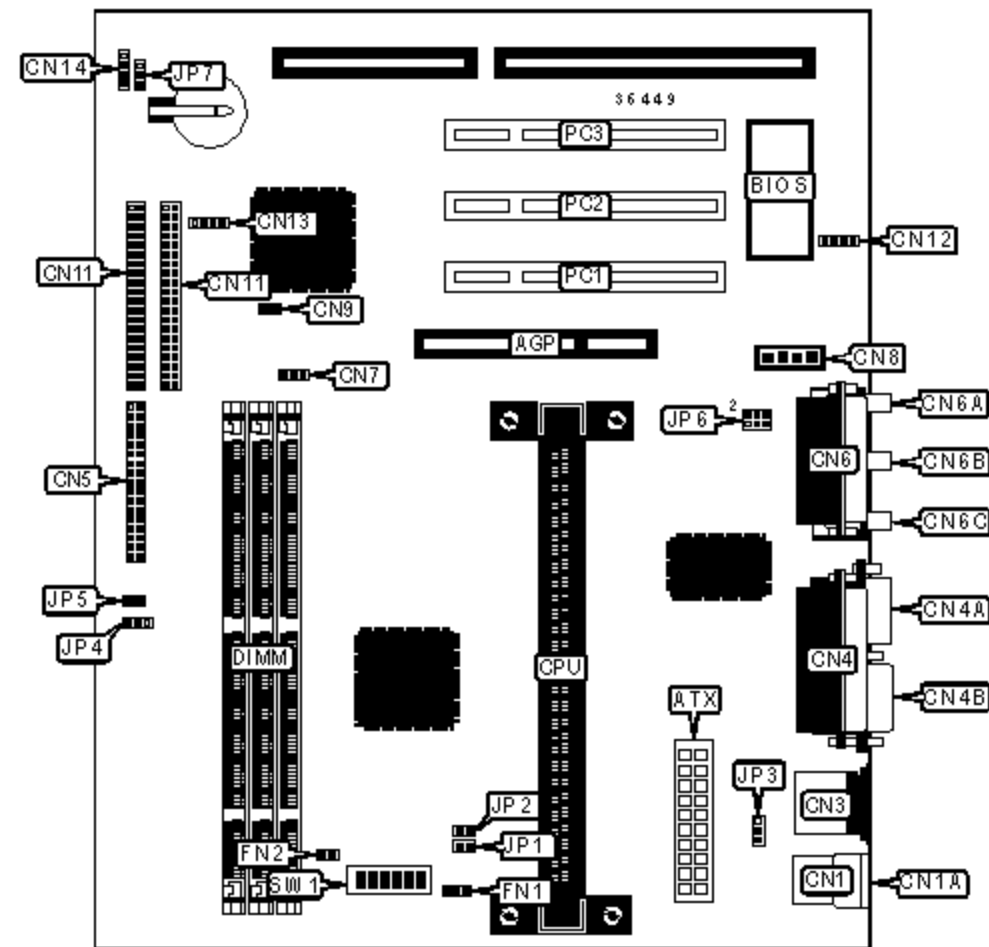 CN14
JP7
36449
PC3
BIOS
PC2
CN13
CN12
CN11
CN11
PC1
CN9
AGP
CN8
CN7
CN6A
2
JP6
CN6
CN6B
CN5
CN6C
JP5
CN4A
JP4
DIMM
CPU
CN4
CN4B
ATX
JP3
JP2
CN3
JP1
FN2
SW1
FN1
CN1
CN1A